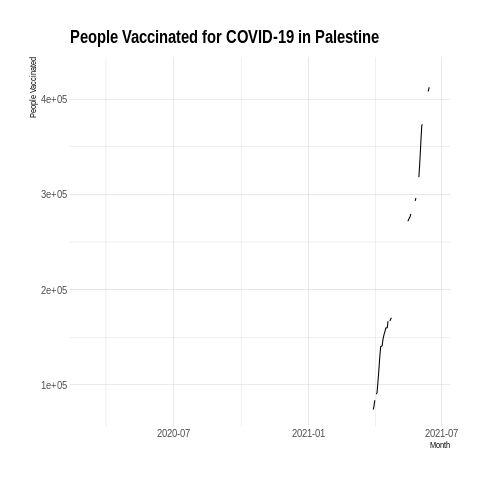 People Vaccinated for COVID-19 in Palestine
People Vaccinated
4e+05
3e+05
2e+05
1e+05
2020-07
2021-01
2021-07
Month